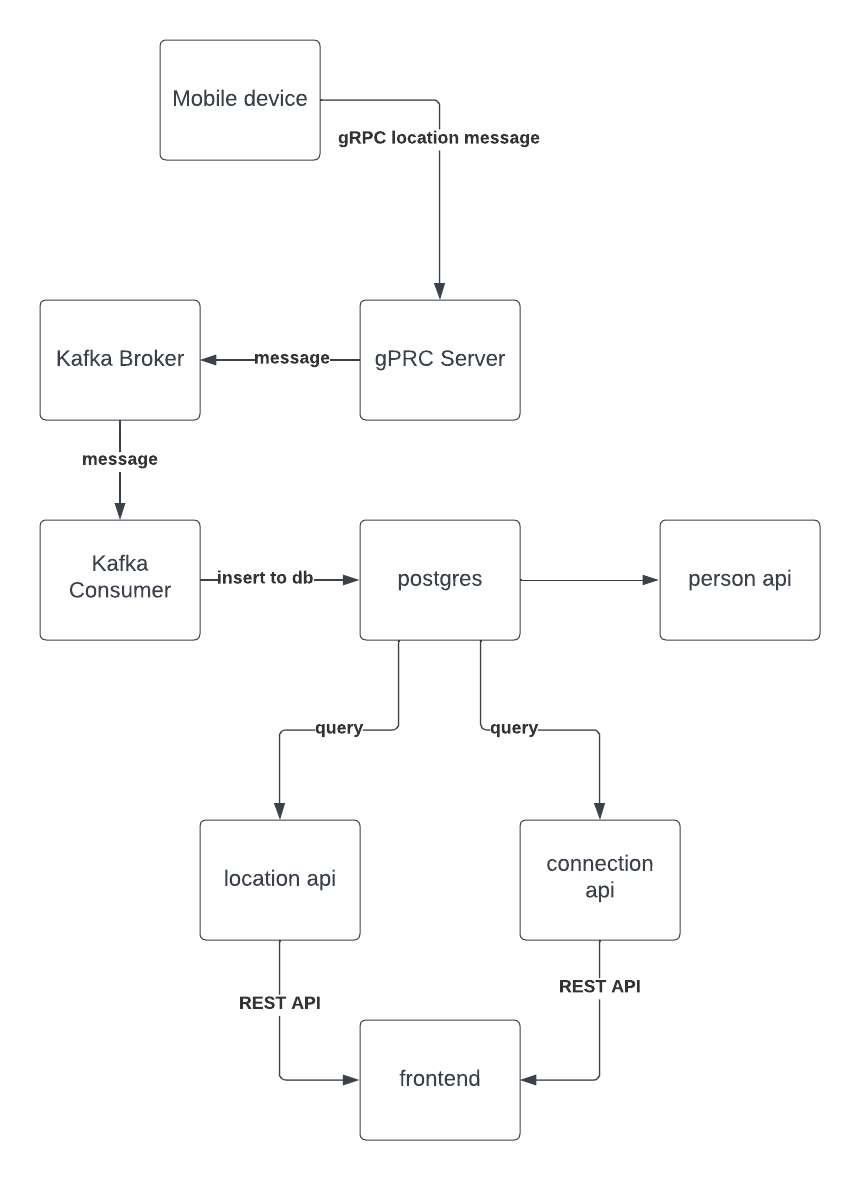 Mobile device
gRPC location message
Kafka Broker
message
gPRC Server
message
Kafka
Consumer
insert to db
postgres
person api
query
query
location api
connection
api
REST API
REST API
frontend